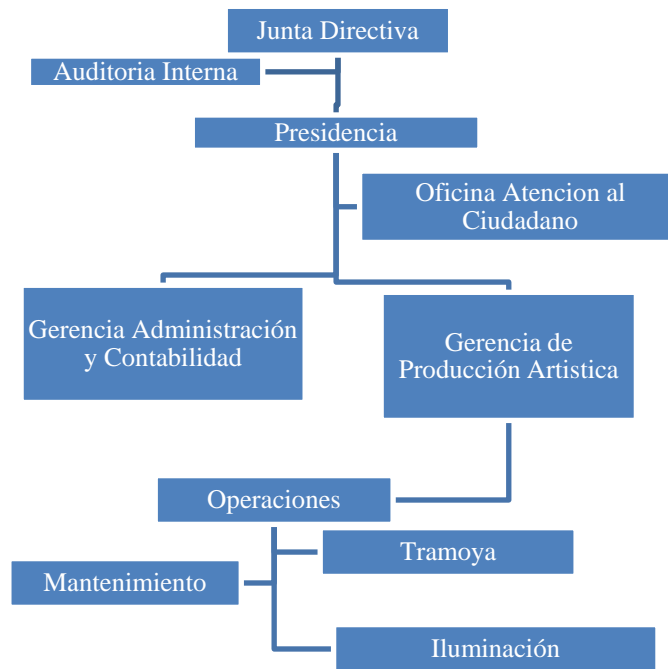 Junta Directiva
Auditoria Interna
Presidencia
Oficina Atencion al
Ciudadano
Gerencia Administración
y Contabilidad
Gerencia de
Producción Artistica
Operaciones
Tramoya
Mantenimiento
Iluminación